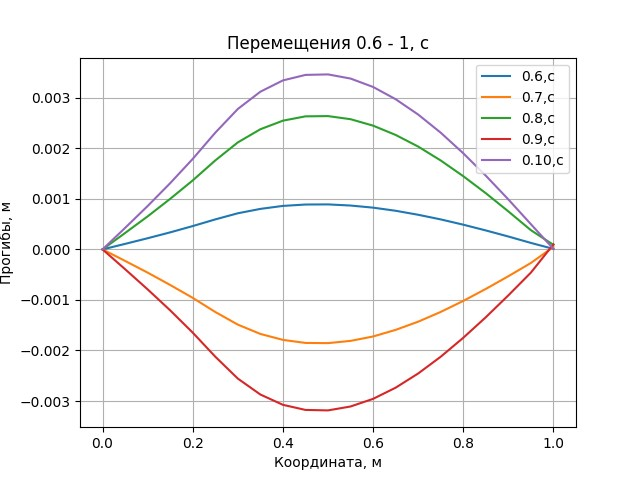 Перемещения 0.6 - 1, с
0.6,с
0.7,с
0.8,с
0.9,с
0.10,с
Прогибы, м
0.003
0.002
0.001
0.000
−0.001
−0.002
−0.003
0.0 0.2 0.4 0.6 0.8 1.0
Координата, м